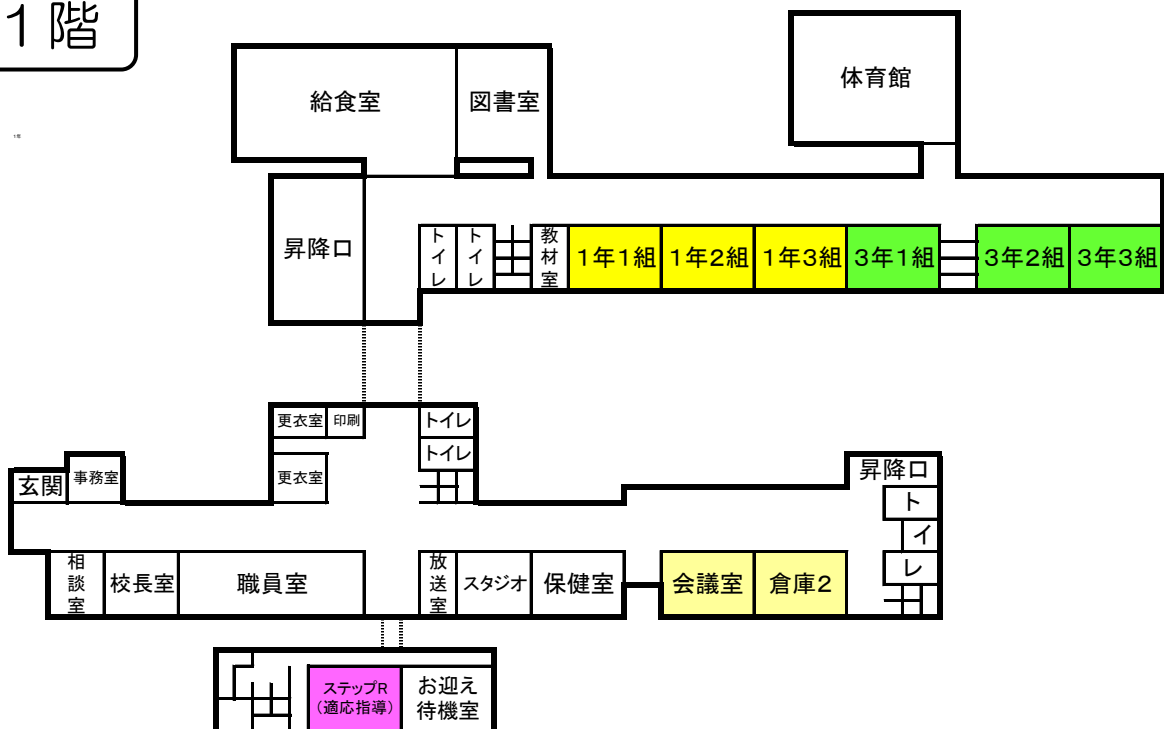 1階
体育館
給食室
図書室
1年
昇降口
トイレ
トイレ
教材室
1年1組
1年2組
1年3組
3年1組
3年2組
3年3組
更衣室
印刷
トイレ
トイレ
更衣室
玄関
事務室
昇降口
トイレ
相談室
校長室
職員室
放送室
スタジオ
保健室
会議室
倉庫2
ステップR
（適応指導）
お迎え
待機室